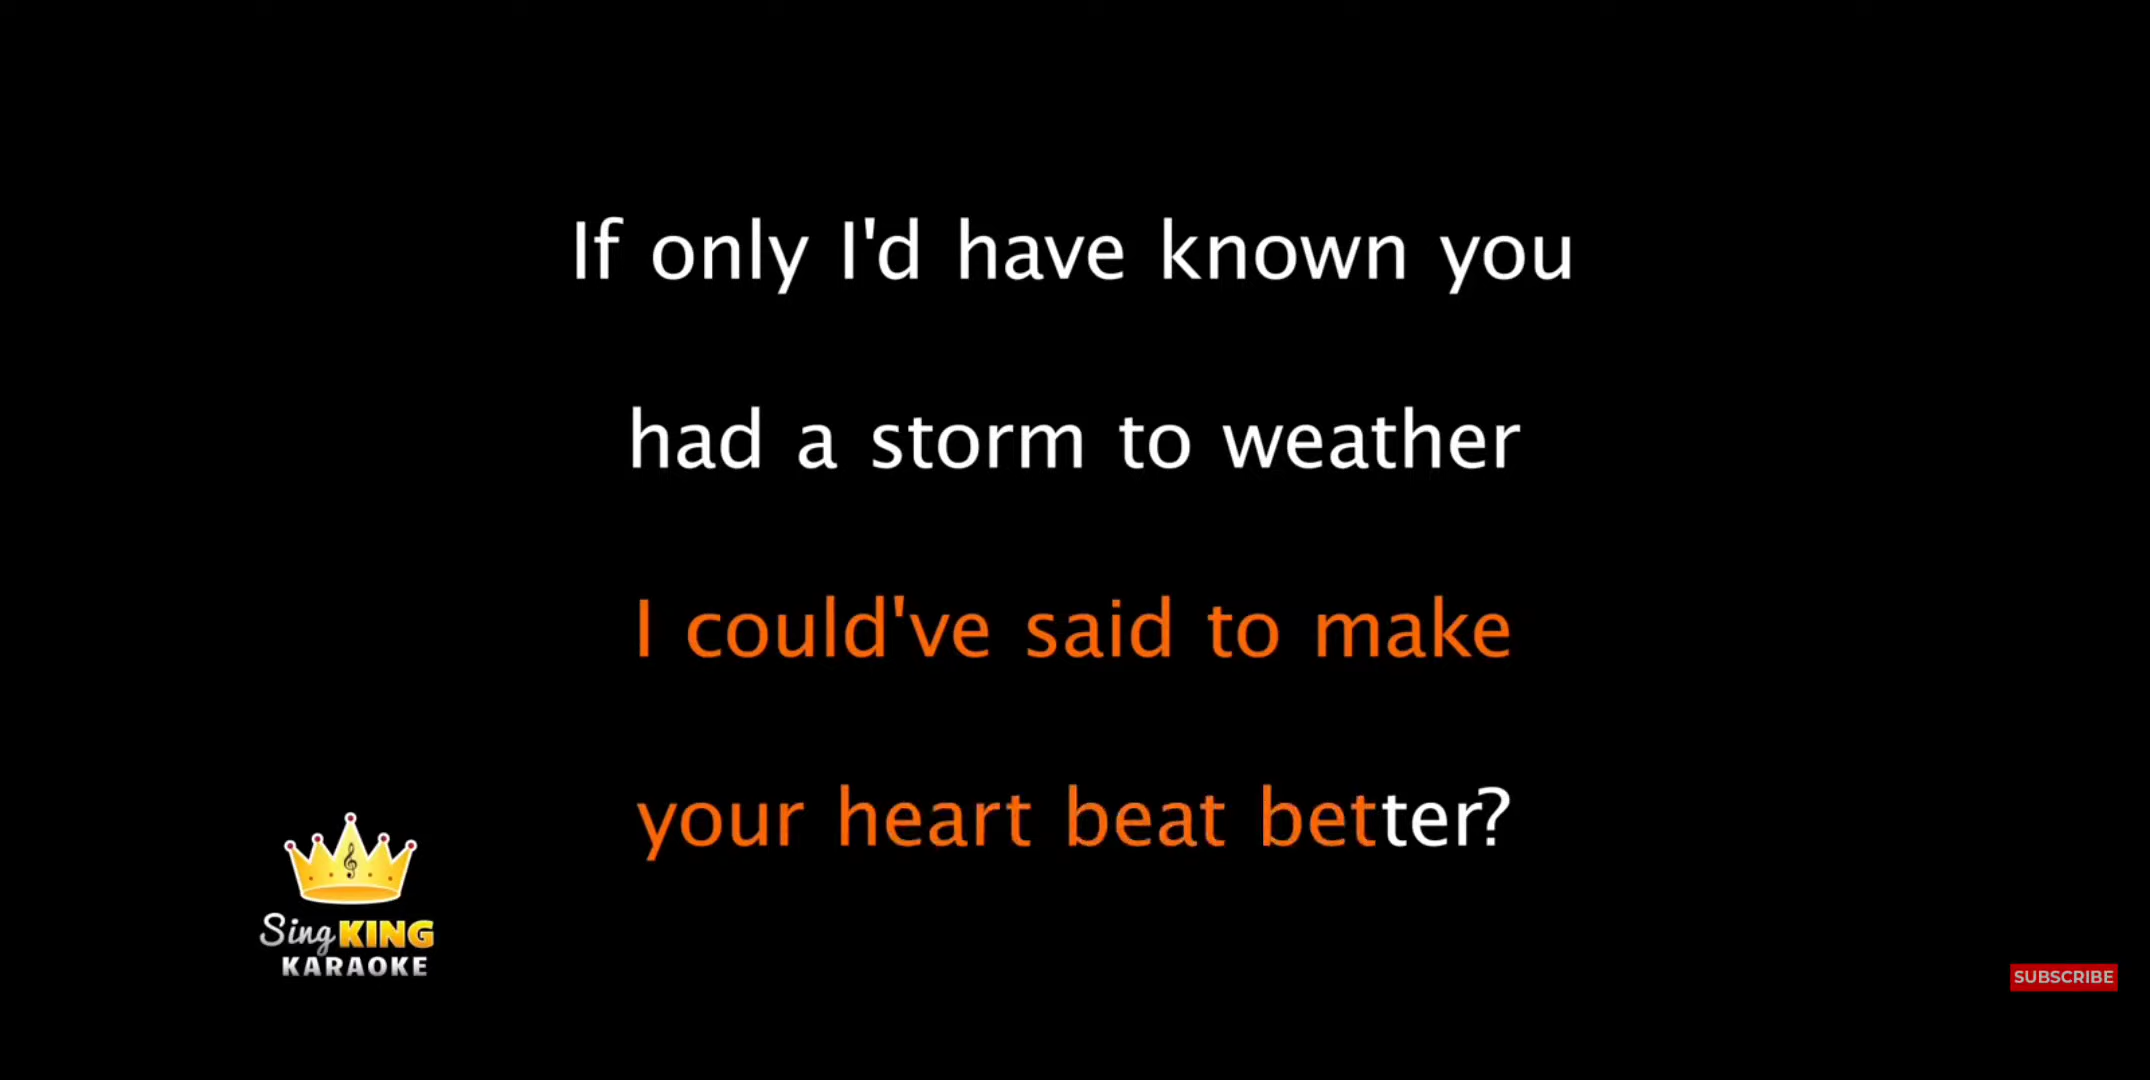 If only I'd have known you
had a storm to weather
I could've said to make
your heart beat better?
Sing KING
KARAOKE
SUBSCRIBE